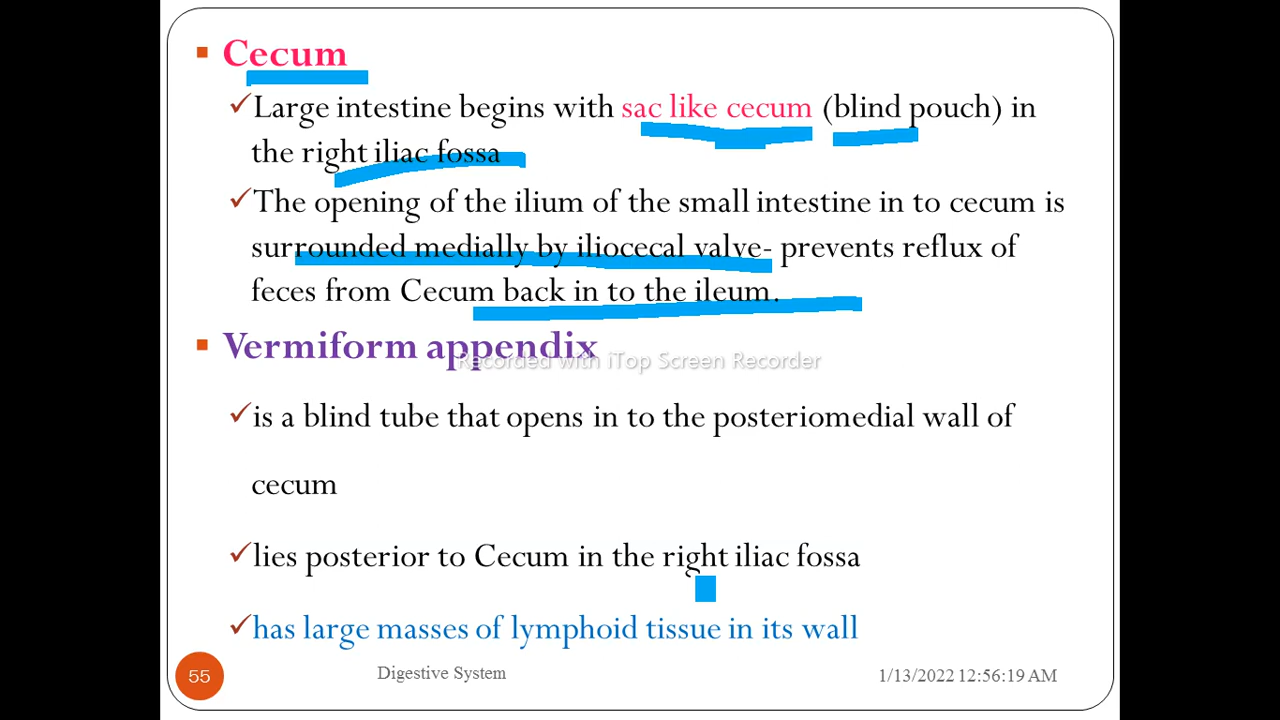 Cecum
Large intestine begins with sac like cecum (blind pouch) in
the right iliac fossa
The opening of the ilium of the small intestine in to cecum is
surrounded medially by iliocecal valve- prevents reflux of
feces from Cecum back in to the ileum.
Vermiform appendix
Recorded with iTop Screen Recorder
is a blind tube that opens in to the posteriomedial wall of
cecum
lies posterior to Cecum in the right iliac fossa
has large masses of lymphoid tissue in its wall
55
Digestive System
1/13/2022 12:56:19 AM